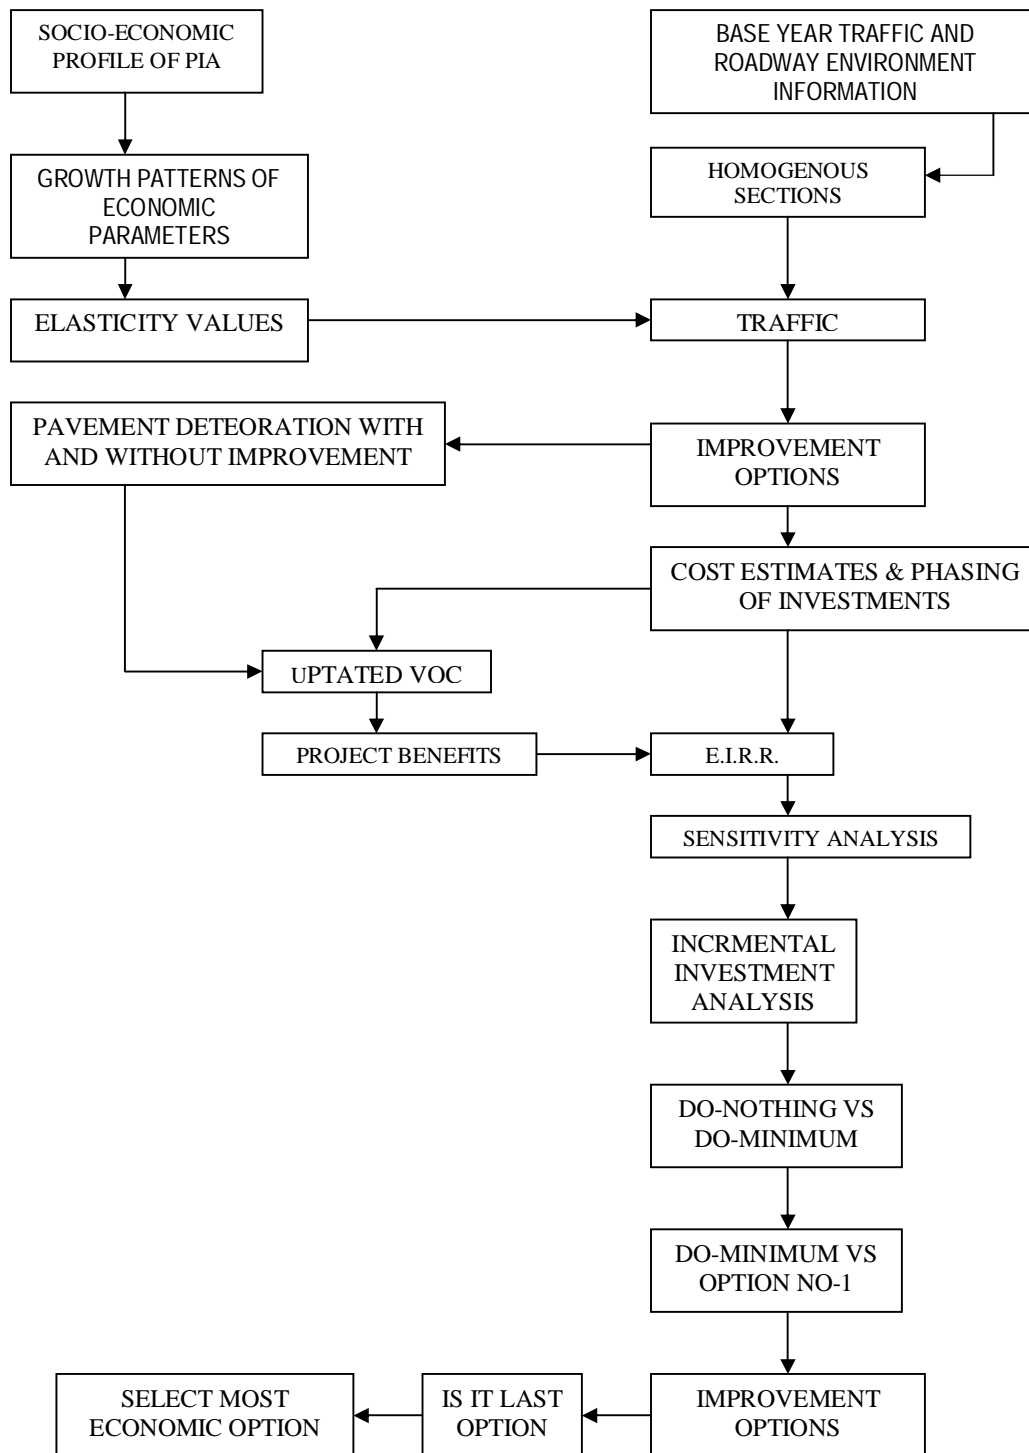 SOCIO-ECONOMIC
PROFILE OF PIA
BASE YEAR TRAFFIC AND
ROADWAY ENVIRONMENT
INFORMATION
GROWTH PATTERNS OF
ECONOMIC
PARAMETERS
HOMOGENOUS
SECTIONS
ELASTICITY VALUES
TRAFFIC
PAVEMENT DETEORATION WITH
AND WITHOUT IMPROVEMENT
IMPROVEMENT
OPTIONS
COST ESTIMATES & PHASING
OF INVESTMENTS
UPTATED VOC
PROJECT BENEFITS
E.I.R.R.
SENSITIVITY ANALYSIS
INCRMENTAL
INVESTMENT
ANALYSIS
DO-NOTHING VS
DO-MINIMUM
DO-MINIMUM VS
OPTION NO-1
SELECT MOST
ECONOMIC OPTION
IS IT LAST
OPTION
IMPROVEMENT
OPTIONS